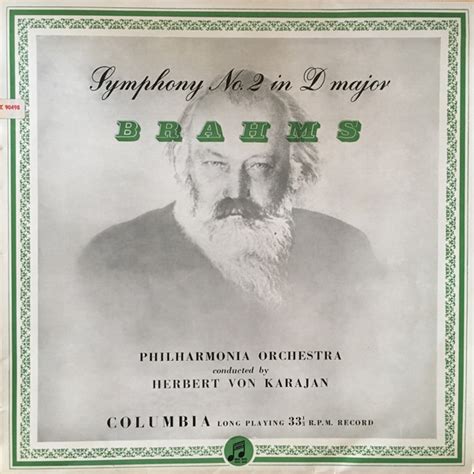 Symphony No. 2 in D major
BRAHMS
PHILHARMONIA ORCHESTRA
conducted by
HERBERT VON KARAJAN
COLUMBIA LONG PLAYING 33⅓ R.P.M. RECORD